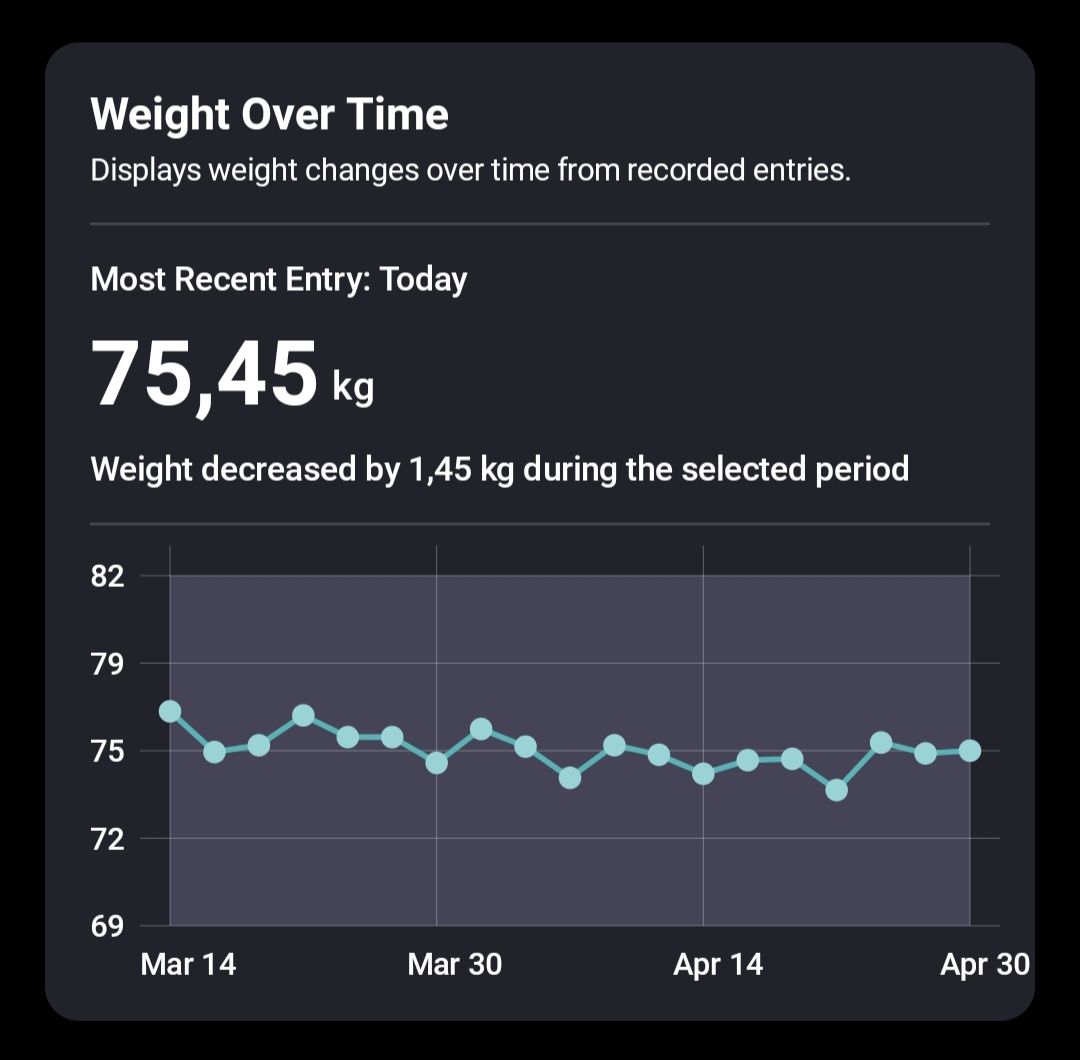 Weight Over Time
Displays weight changes over time from recorded entries.
Most Recent Entry: Today
75,45 kg
Weight decreased by 1,45 kg during the selected period
82
79
75
72
69
Mar 14 Mar 30 Apr 14 Apr 30